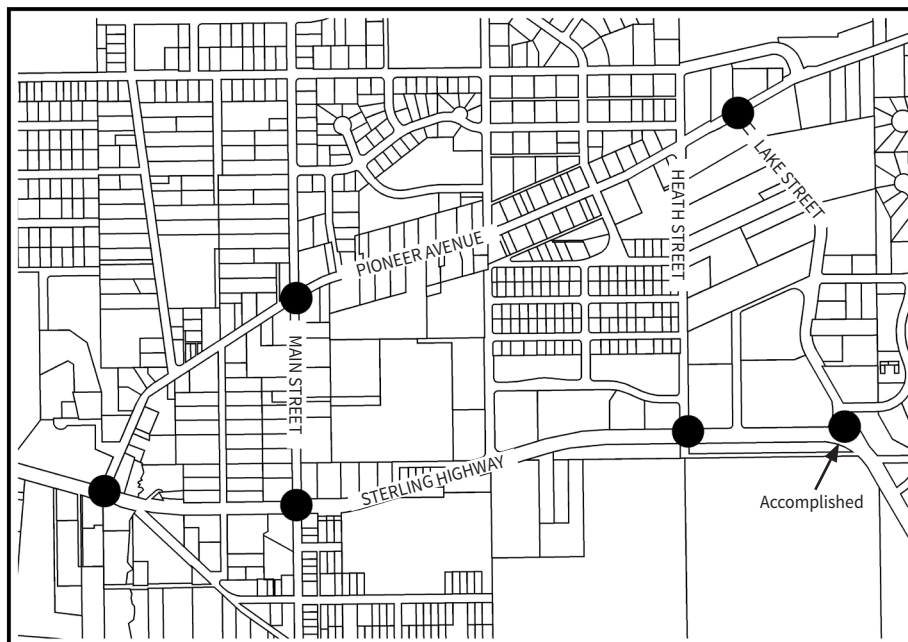 LAKE STREET
HEATH STREET
PIONEER AVENUE
MAIN STREET
STERLING HIGHWAY
Accomplished